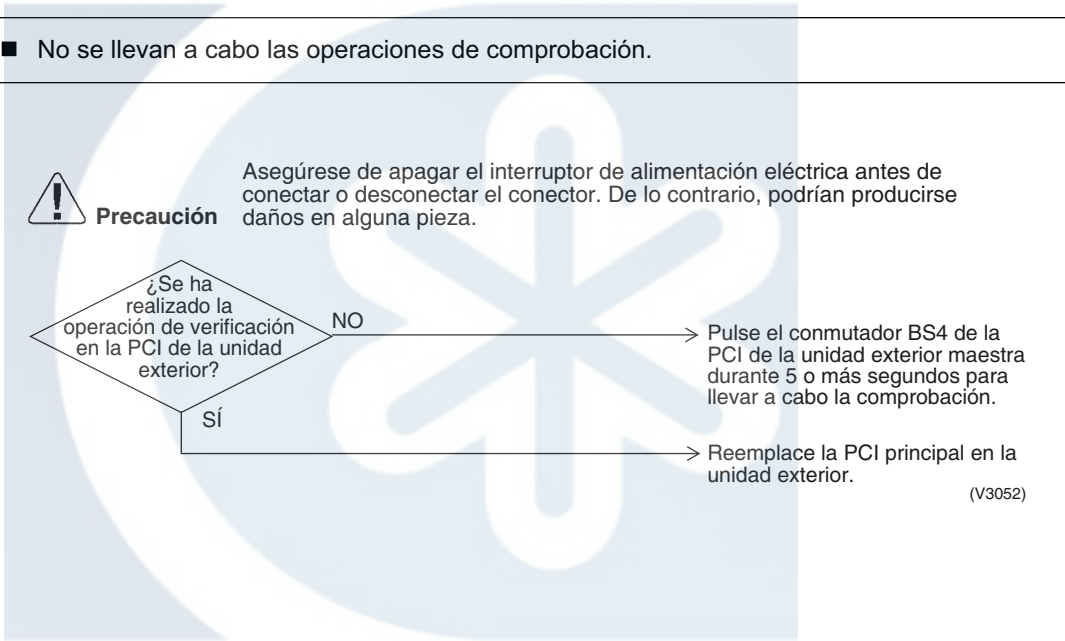 ■ No se llevan a cabo las operaciones de comprobación.
Asegúrese de apagar el interruptor de alimentación eléctrica antes de
conectar o desconectar el conector. De lo contrario, podrían producirse
daños en alguna pieza.
Precaución
¿Se ha
realizado la
operación de verificación
en la PCI de la unidad
exterior?
NO
Pulse el conmutador BS4 de la
PCI de la unidad exterior maestra
durante 5 o más segundos para
llevar a cabo la comprobación.
SÍ
Reemplace la PCI principal en la
unidad exterior.
(V3052)